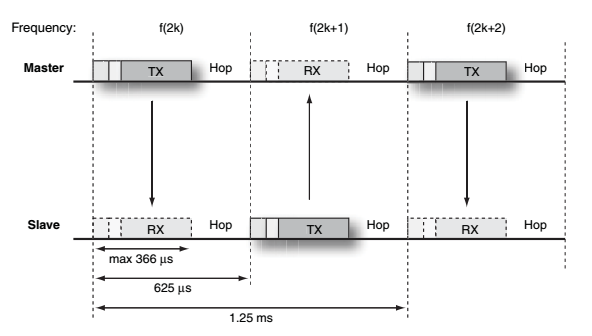 Frequency: f(2k) f(2k+1) f(2k+2)
Master TX Hop RX Hop TX Hop
Slave RX Hop TX Hop RX Hop
max 366 µs
625 µs
1.25 ms